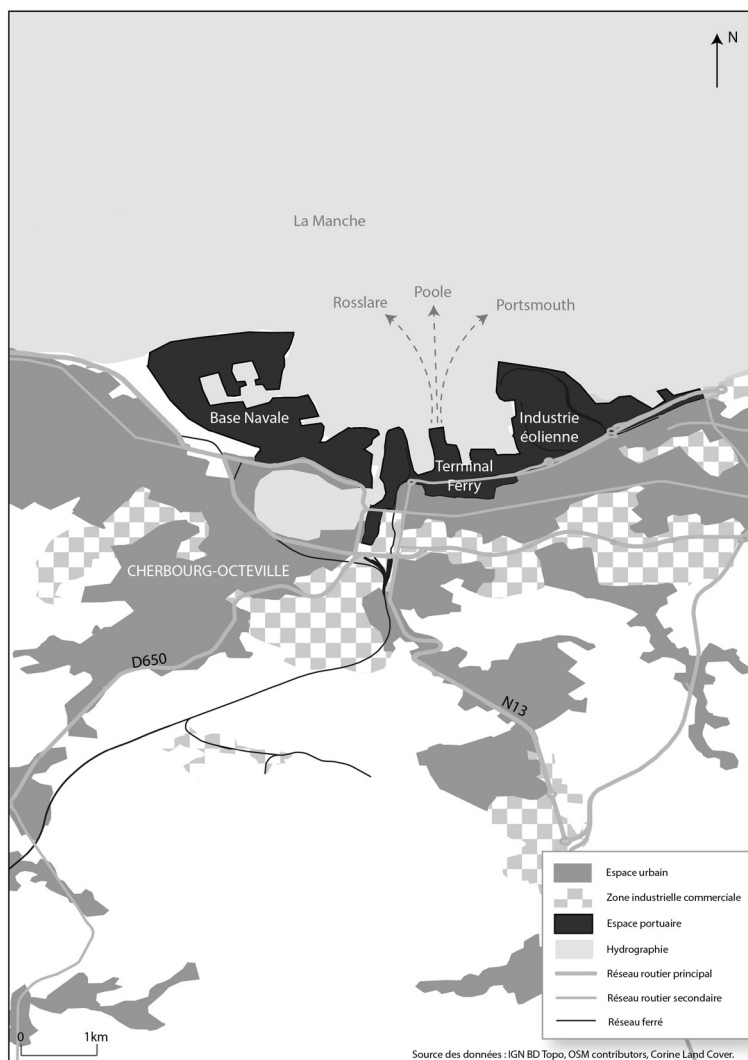 N
La Manche
Poole
Rosslare
Portsmouth
Base Navale
Industrie
éolienne
Terminal
Ferry
CHERBOURG-OCTEVILLE
D650
N13
Espace urbain
Zone industrielle commerciale
Espace portuaire
Hydrographie
Réseau routier principal
Réseau routier secondaire
Réseau ferré
0 1km
Source des données : IGN BD Topo, OSM contributors, Corine Land Cover.